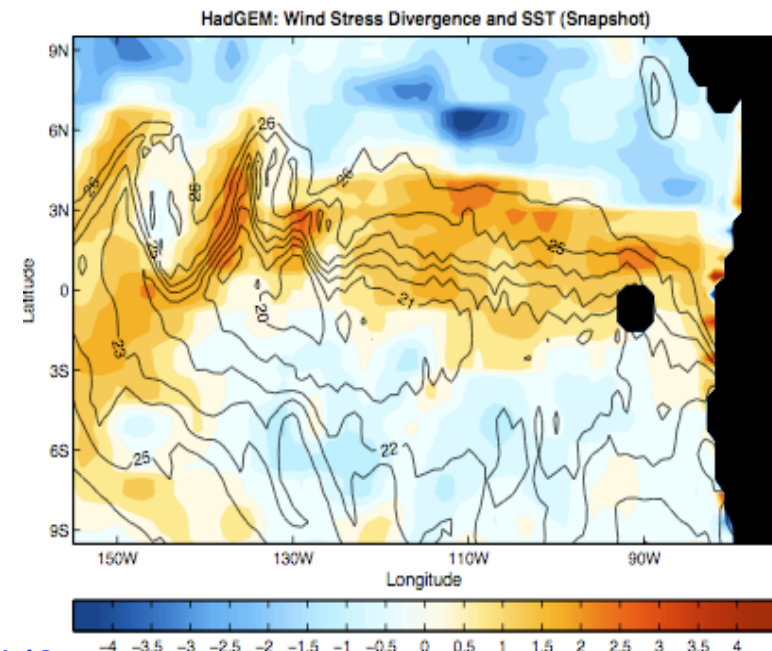 HadGEM: Wind Stress Divergence and SST (Snapshot)
9N
6N
3N
0
3S
6S
9S
Latitude
26
26
26
26
25
25
21
20
23
22
25
150W 130W 110W 90W
Longitude
-4 -3.5 -3 -2.5 -2 -1.5 -1 -0.5 0 0.5 1 1.5 2 2.5 3 3.5 4